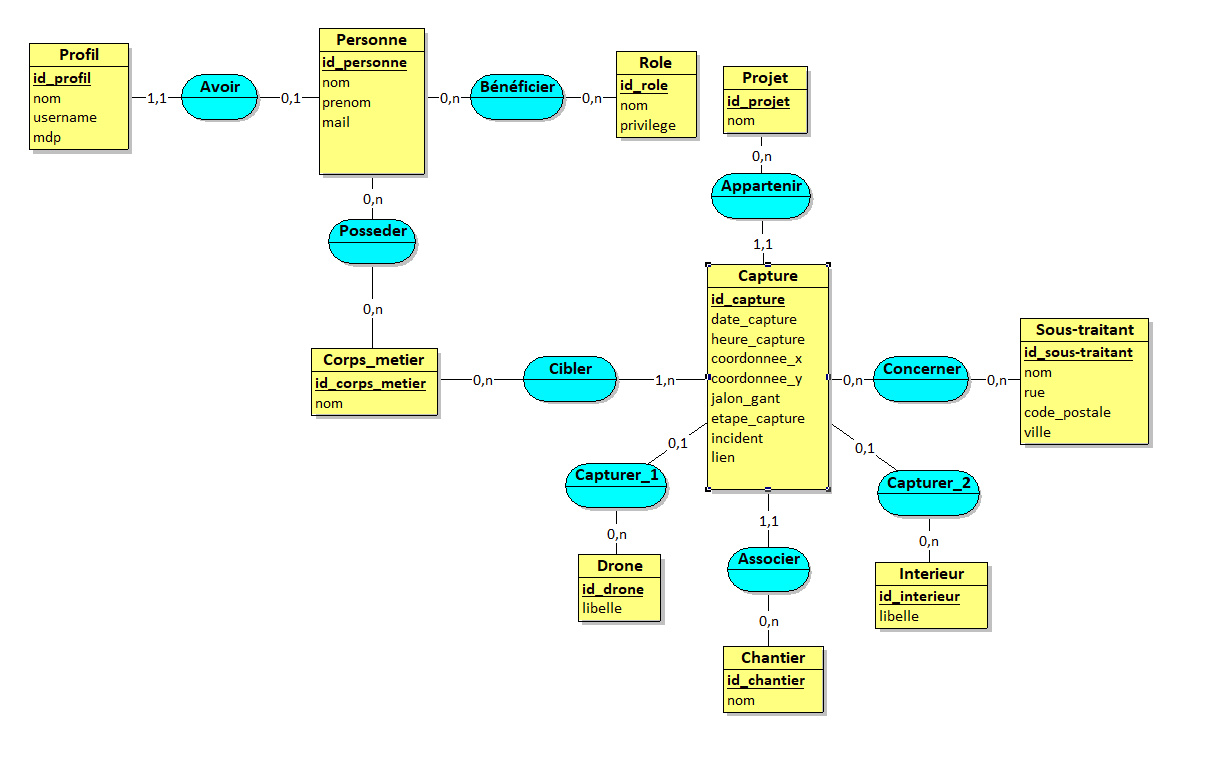 Profil
id_profil
nom
username
mdp
1,1
Avoir
0,1
Personne
id_personne
nom
prenom
mail
0,n
Bénéficier
0,n
Role
id_role
nom
privilege
Projet
id_projet
nom
0,n
Appartenir
1,1
0,n
Posseder
0,n
Corps_metier
id_corps_metier
nom
0,n
Cibler
1,n
Capture
id_capture
date_capture
heure_capture
coordonnee_x
coordonnee_y
jalon_gant
etape_capture
incident
lien
0,n
Concerner
0,n
Sous-traitant
id_sous-traitant
nom
rue
code_postale
ville
0,1
Capturer_1
0,n
Drone
id_drone
libelle
1,1
Associer
0,n
Chantier
id_chantier
nom
0,1
Capturer_2
0,n
Interieur
id_interieur
libelle